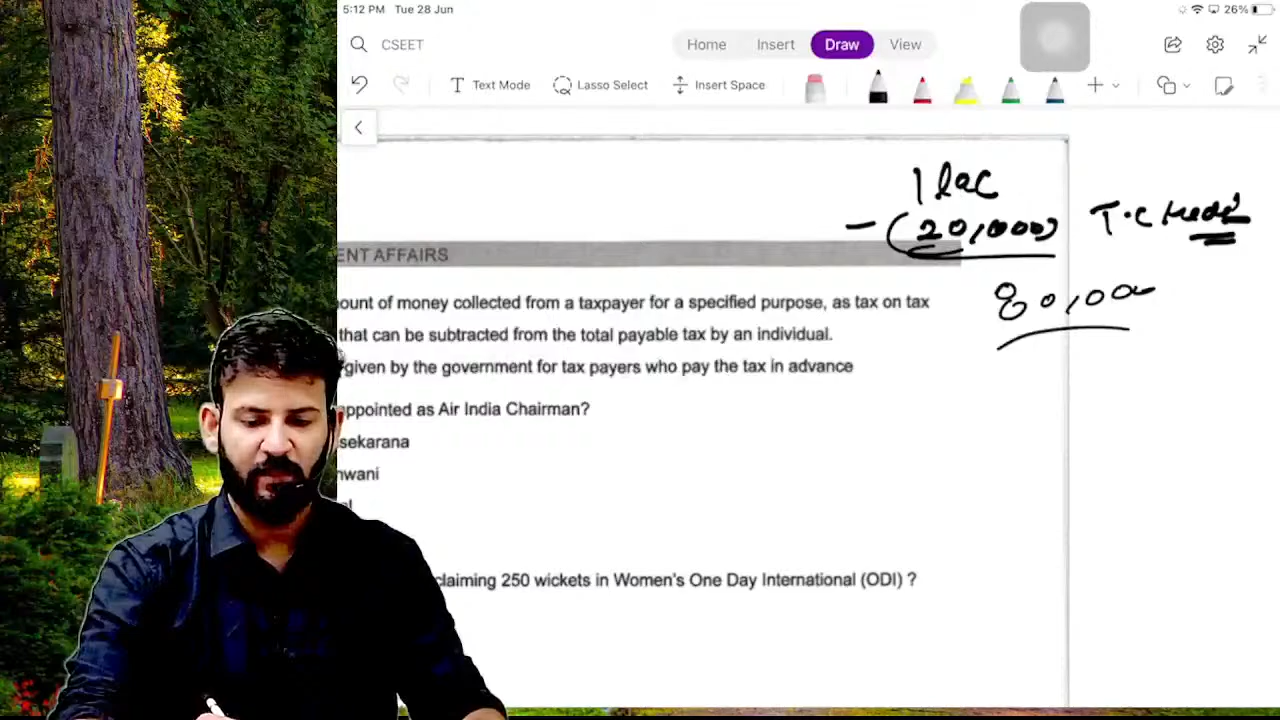 5:12 PM Tue 28 Jun
26%
CSEET
Home Insert Draw View
Text Mode Lasso Select Insert Space
1 lac
- (20,000) T.C
80,000
ENT AFFAIRS
ount of money collected from a taxpayer for a specified purpose, as tax on tax
that can be subtracted from the total payable tax by an individual.
given by the government for tax payers who pay the tax in advance
appointed as Air India Chairman?
sekarana
nwani
claiming 250 wickets in Women's One Day International (ODI) ?